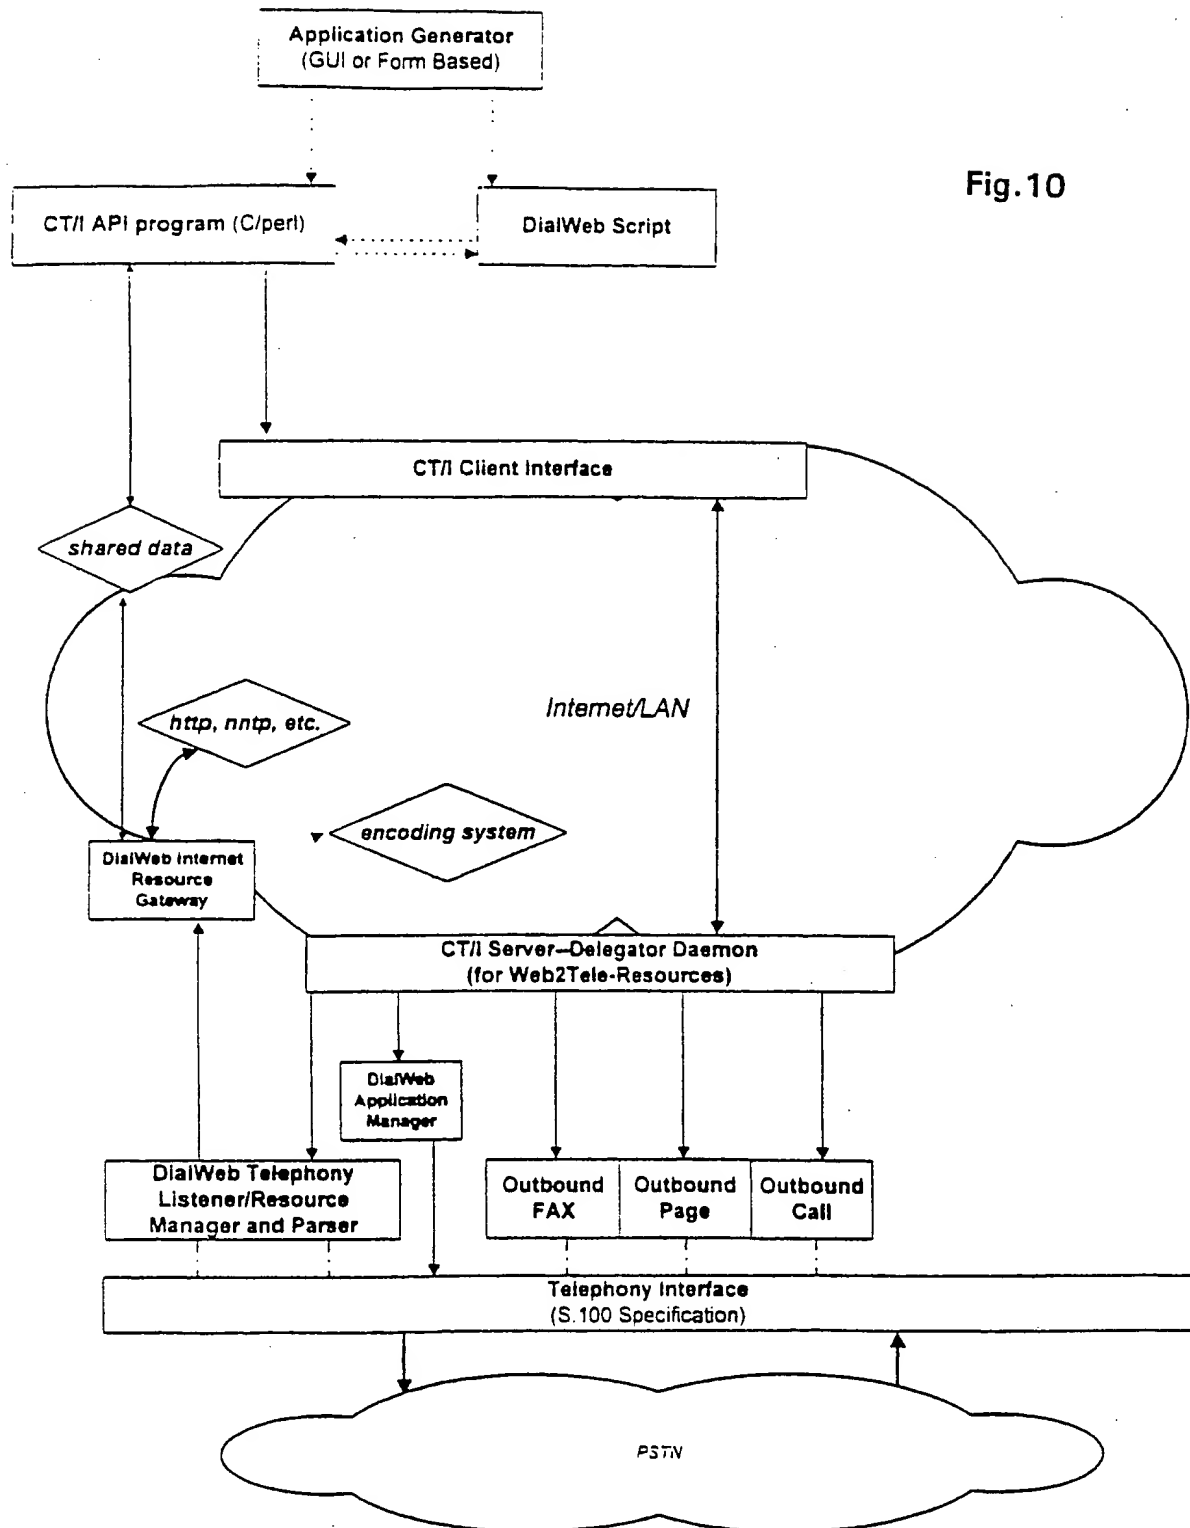 Application Generator
(GUI or Form Based)
Fig.10
CT/I API program (C/perl)
DialWeb Script
CT/I Client Interface
shared data
http, nntp, etc.
Internet/LAN
encoding system
DialWeb Internet
Resource
Gateway
CT/I Server--Delegator Daemon
(for Web2Tele-Resources)
DialWeb
Application
Manager
DialWeb Telephony
Listener/Resource
Manager and Parser
Outbound
FAX
Outbound
Page
Outbound
Call
Telephony Interface
(S.100 Specification)
PSTN